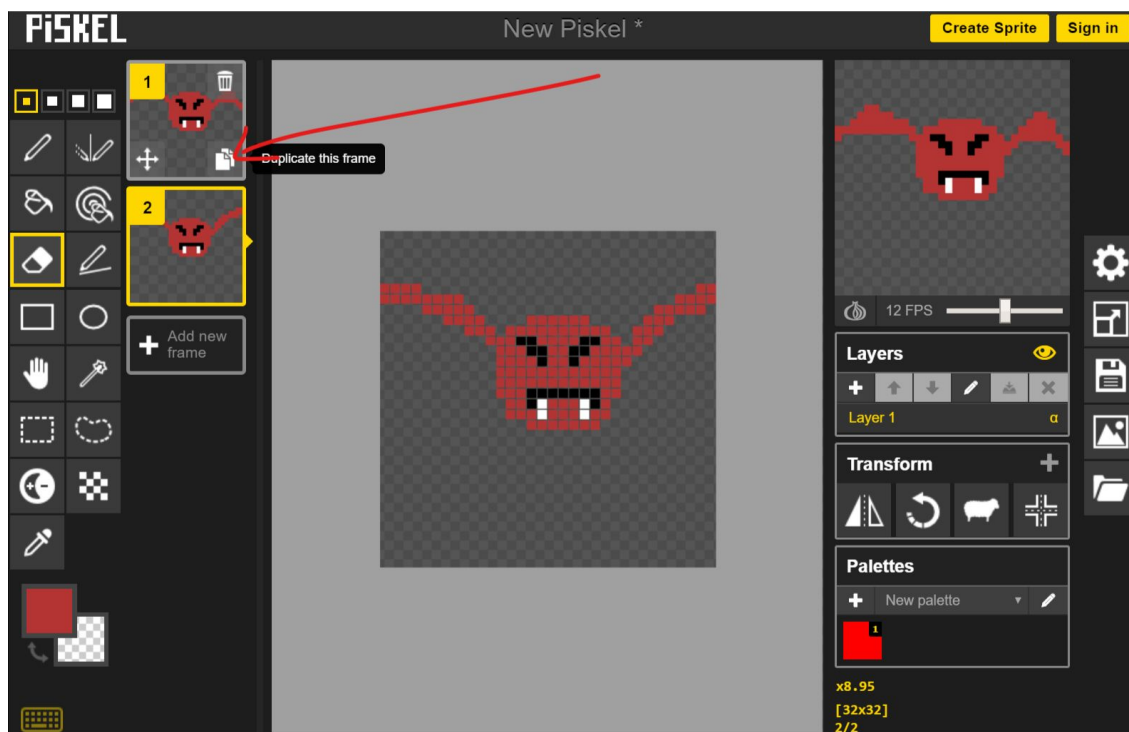 PiSKEL
New Piskel *
Create Sprite
Sign in
1
Duplicate this frame
2
Add new
frame
12 FPS
Layers
Layer 1
α
Transform
Palettes
New palette
1
x8.95
[32x32]
2/2